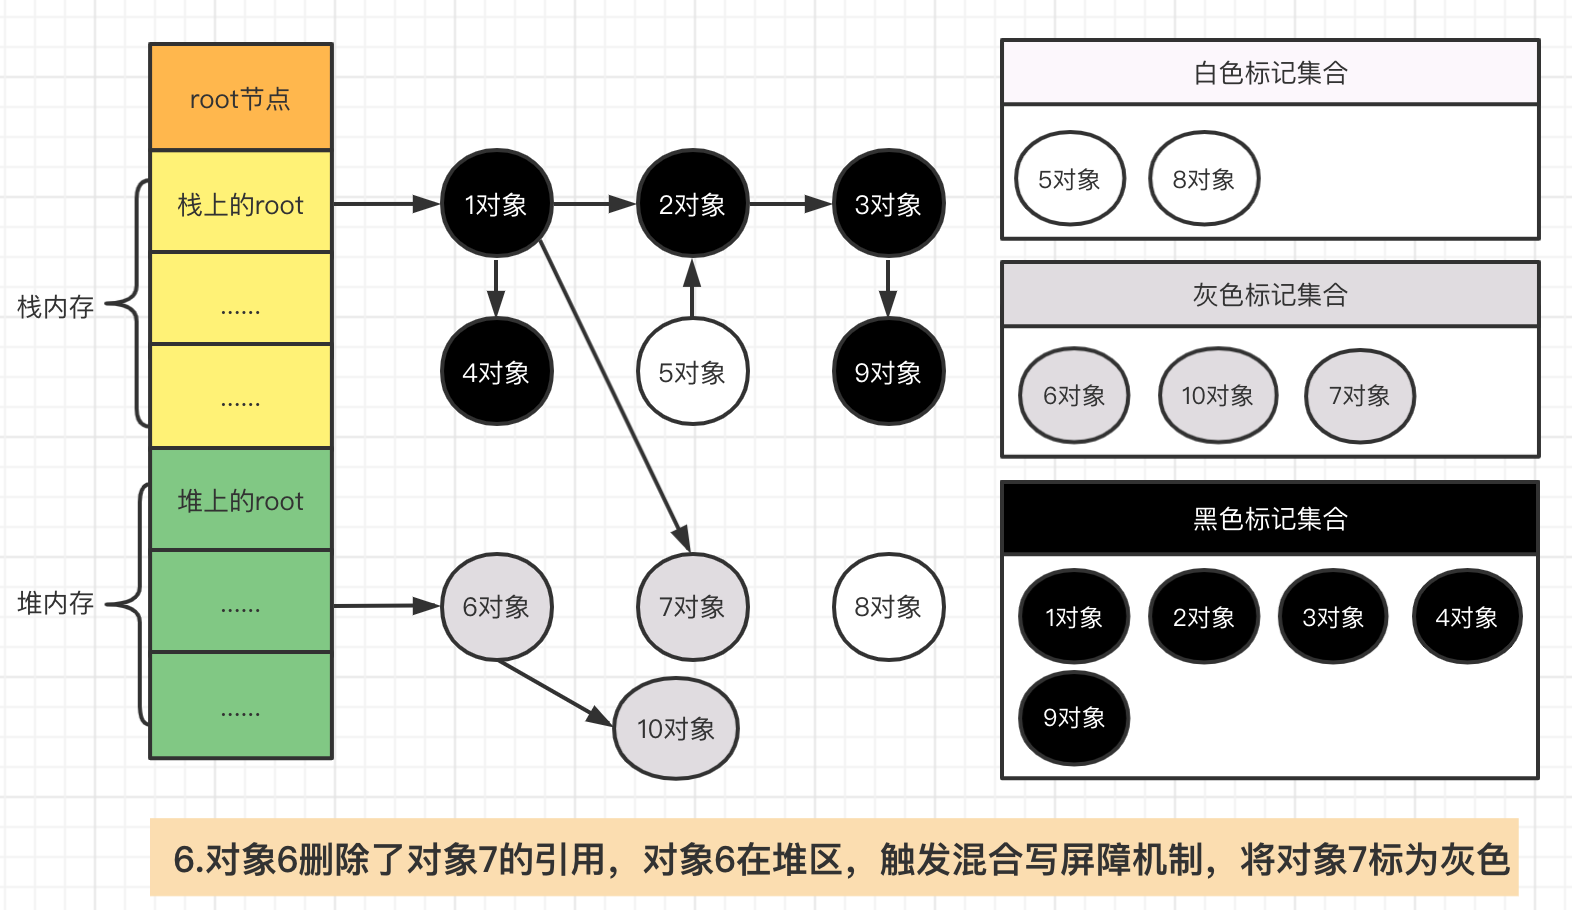 root节点
栈上的root
......
......
栈内存
堆上的root
......
......
堆内存
1对象
2对象
3对象
4对象
5对象
9对象
6对象
7对象
8对象
10对象
白色标记集合
5对象
8对象
灰色标记集合
6对象
10对象
7对象
黑色标记集合
1对象
2对象
3对象
4对象
9对象
6.对象6删除了对象7的引用，对象6在堆区，触发混合写屏障机制，将对象7标为灰色